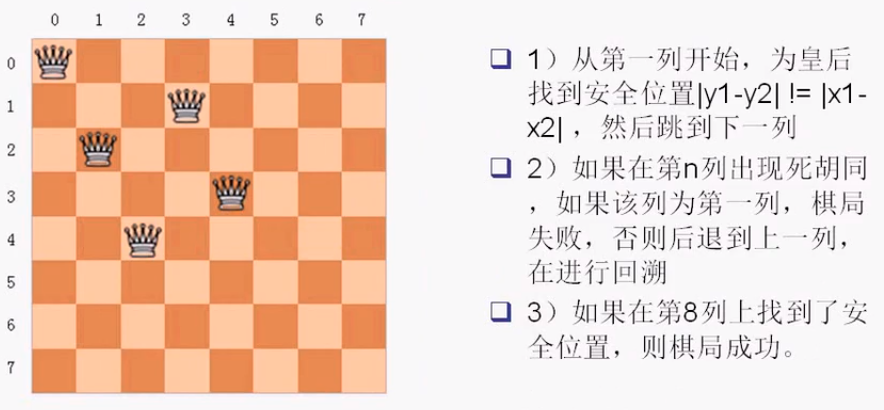 0 1 2 3 4 5 6 7
0
1
2
3
4
5
6
7
1）从第一列开始，为皇后
找到安全位置|y1-y2| != |x1-
x2| ，然后跳到下一列
2）如果在第n列出现死胡同
，如果该列为第一列，棋局
失败，否则后退到上一列，
在进行回溯
3）如果在第8列上找到了安
全位置，则棋局成功。